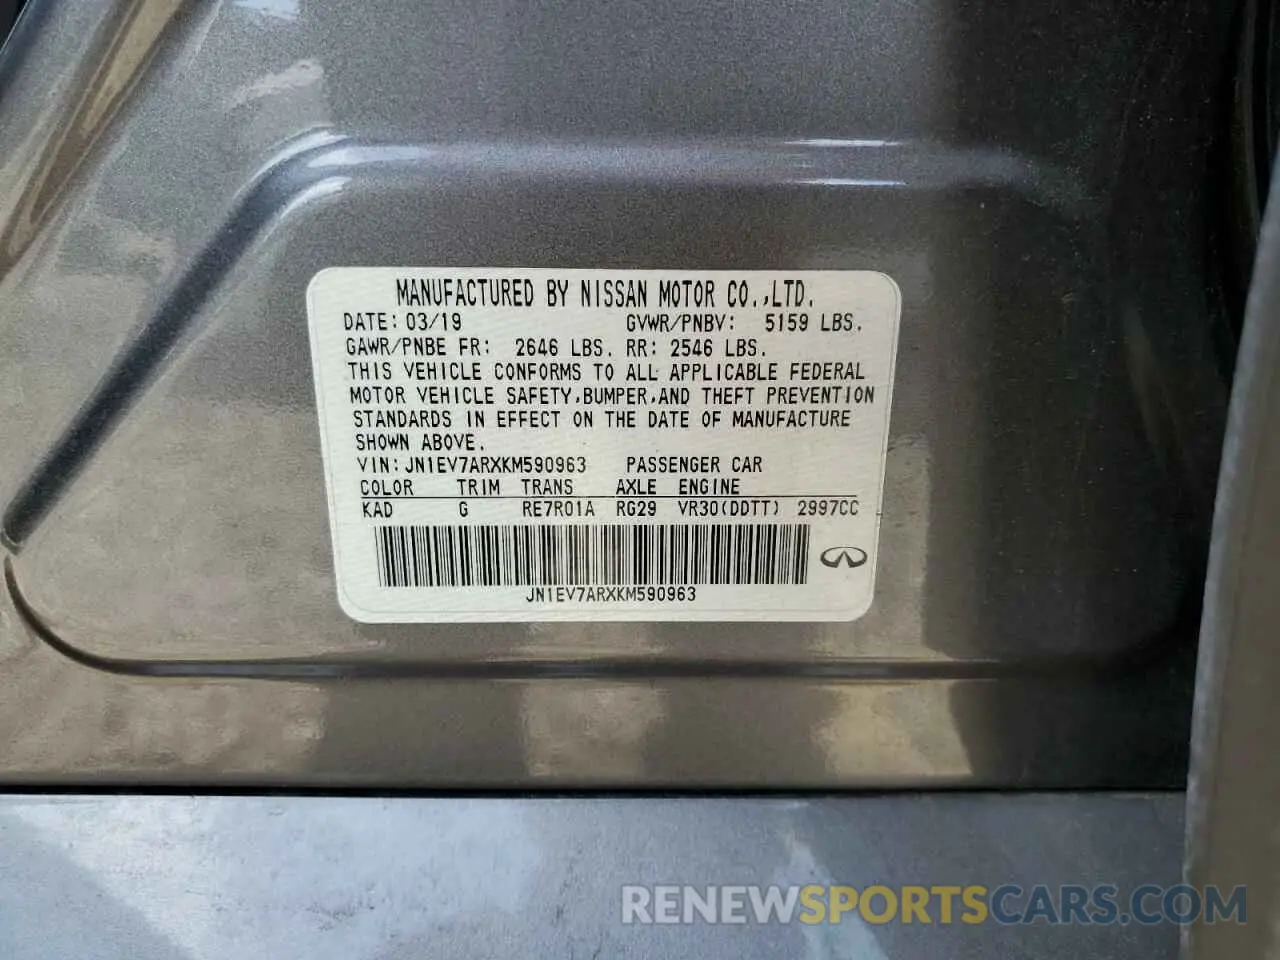 MANUFACTURED BY NISSAN MOTOR CO.,LTD.
DATE: 03/19 GVWR/PNBV: 5159 LBS.
GAWR/PNBE FR: 2646 LBS. RR: 2546 LBS.
THIS VEHICLE CONFORMS TO ALL APPLICABLE FEDERAL
MOTOR VEHICLE SAFETY,BUMPER,AND THEFT PREVENTION
STANDARDS IN EFFECT ON THE DATE OF MANUFACTURE
SHOWN ABOVE.
VIN: JN1EV7ARXKM590963 PASSENGER CAR
COLOR TRIM TRANS AXLE ENGINE
KAD G RE7R01A RG29 VR30(DDTT) 2997CC
JN1EV7ARXKM590963
RENEWSPORTSCARS.COM